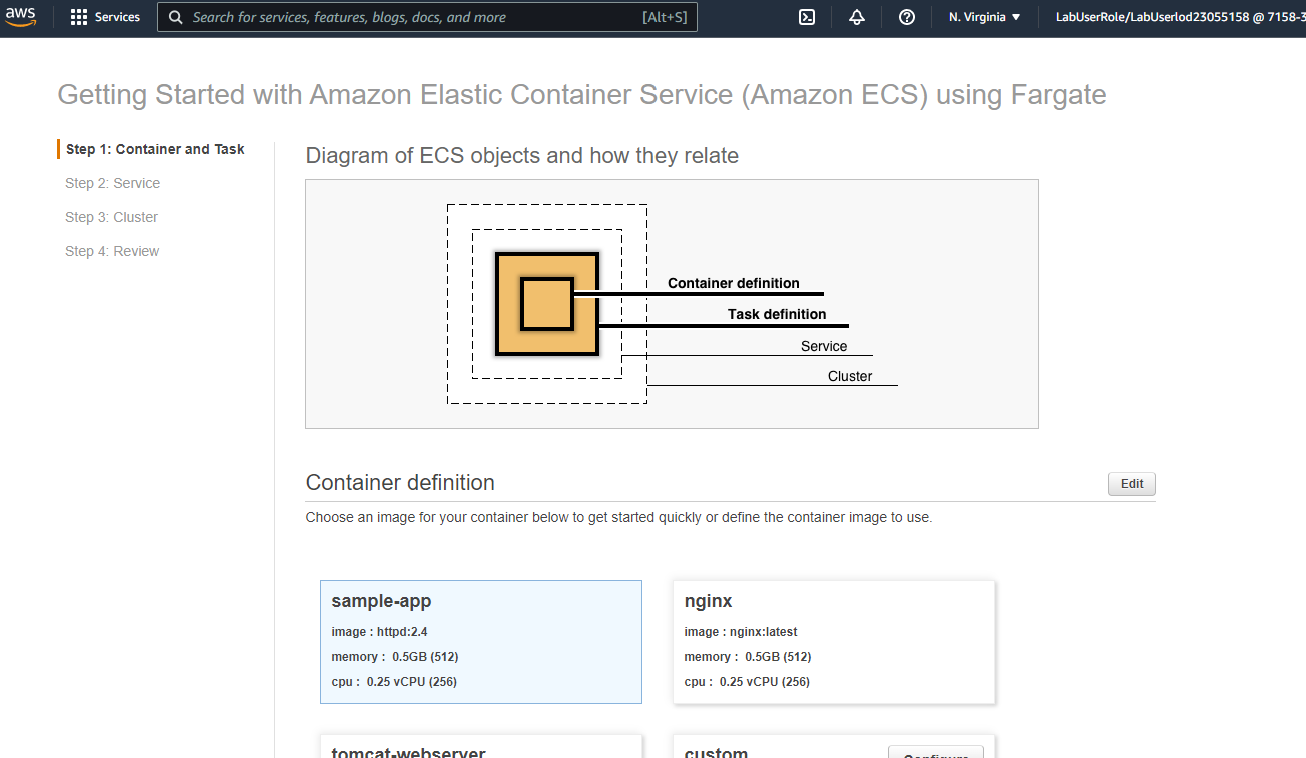 aws
Services
Search for services, features, blogs, docs, and more
[Alt+S]
N. Virginia
LabUserRole/LabUserlod23055158 @ 7158-3
Getting Started with Amazon Elastic Container Service (Amazon ECS) using Fargate
Step 1: Container and Task
Step 2: Service
Step 3: Cluster
Step 4: Review
Diagram of ECS objects and how they relate
Container definition
Task definition
Service
Cluster
Container definition
Edit
Choose an image for your container below to get started quickly or define the container image to use.
sample-app
image : httpd:2.4
memory : 0.5GB (512)
cpu : 0.25 vCPU (256)
nginx
image : nginx:latest
memory : 0.5GB (512)
cpu : 0.25 vCPU (256)
tomcat-webserver
custom
Configure